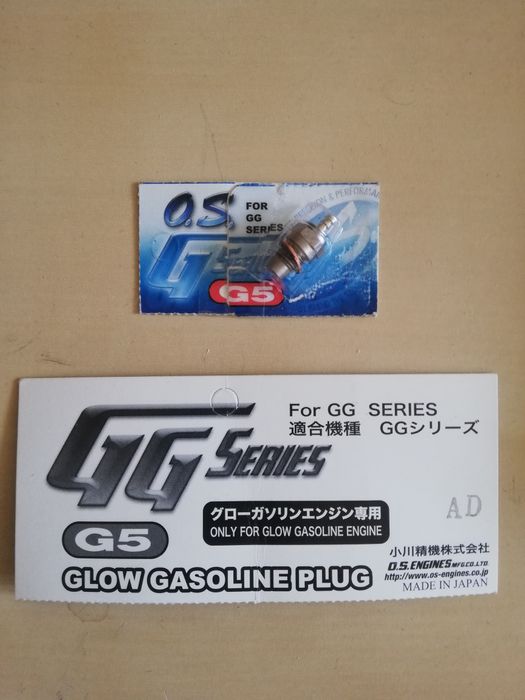 O.S.
FOR
GG
SERIES
& PERFORMA
GG
G5
GG SERIES
For GG SERIES
適合機種 GGシリーズ
グローガソリンエンジン専用
ONLY FOR GLOW GASOLINE ENGINE
AD
G5
GLOW GASOLINE PLUG
小川精機株式会社
O.S.ENGINES MFG.CO.LTD.
http://www.os-engines.co.jp
MADE IN JAPAN